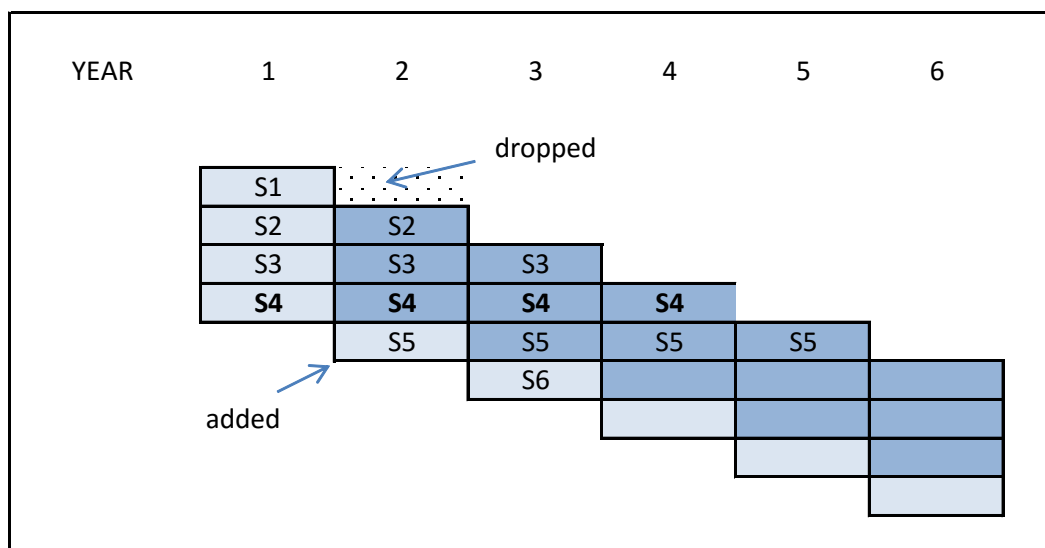 YEAR 1 2 3 4 5 6
dropped
S1
S2 S2
S3 S3 S3
S4 S4 S4 S4
S5 S5 S5 S5
S6
added